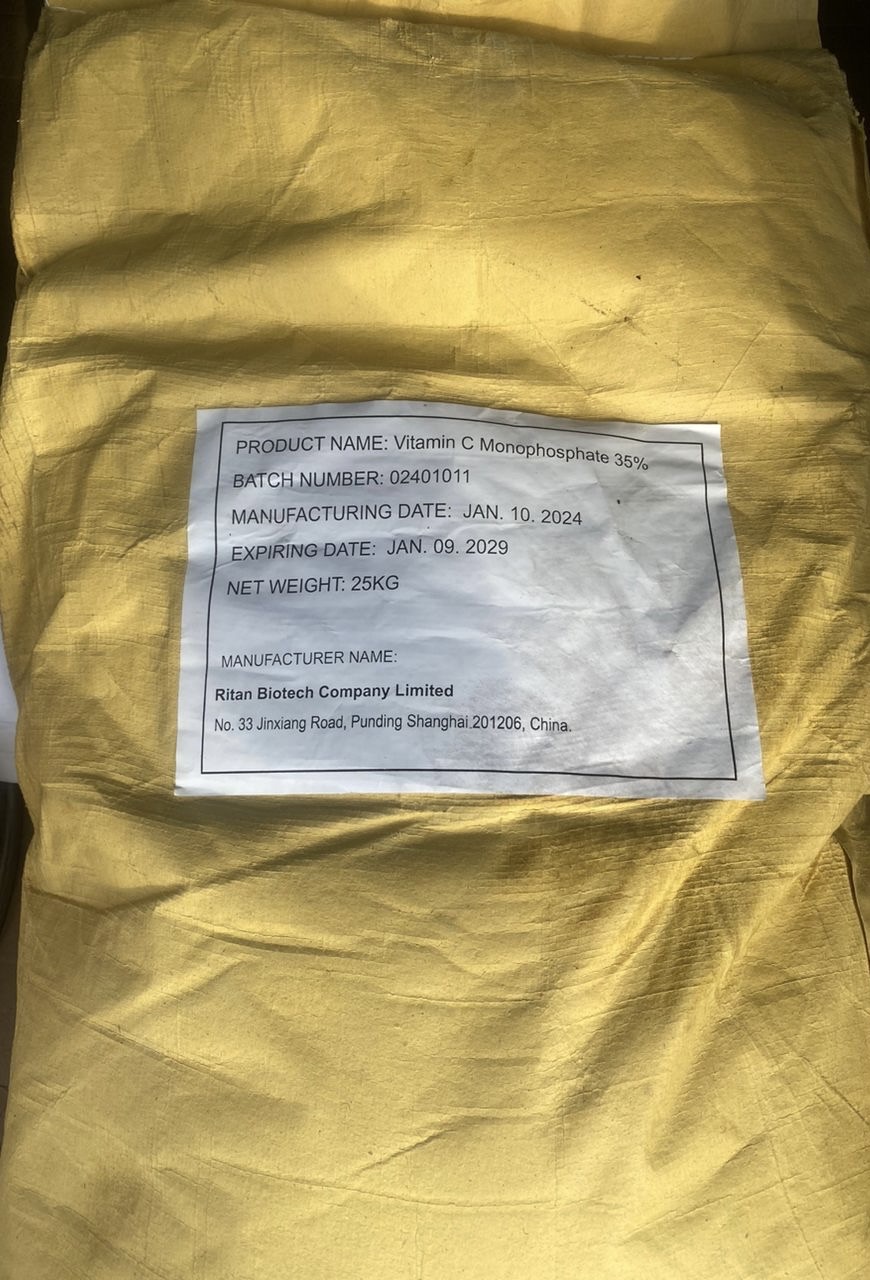 PRODUCT NAME: Vitamin C Monophosphate 35%
BATCH NUMBER: 02401011
MANUFACTURING DATE: JAN. 10. 2024
EXPIRING DATE: JAN. 09. 2029
NET WEIGHT: 25KG
MANUFACTURER NAME:
Ritan Biotech Company Limited
No. 33 Jinxiang Road, Punding Shanghai.201206, China.